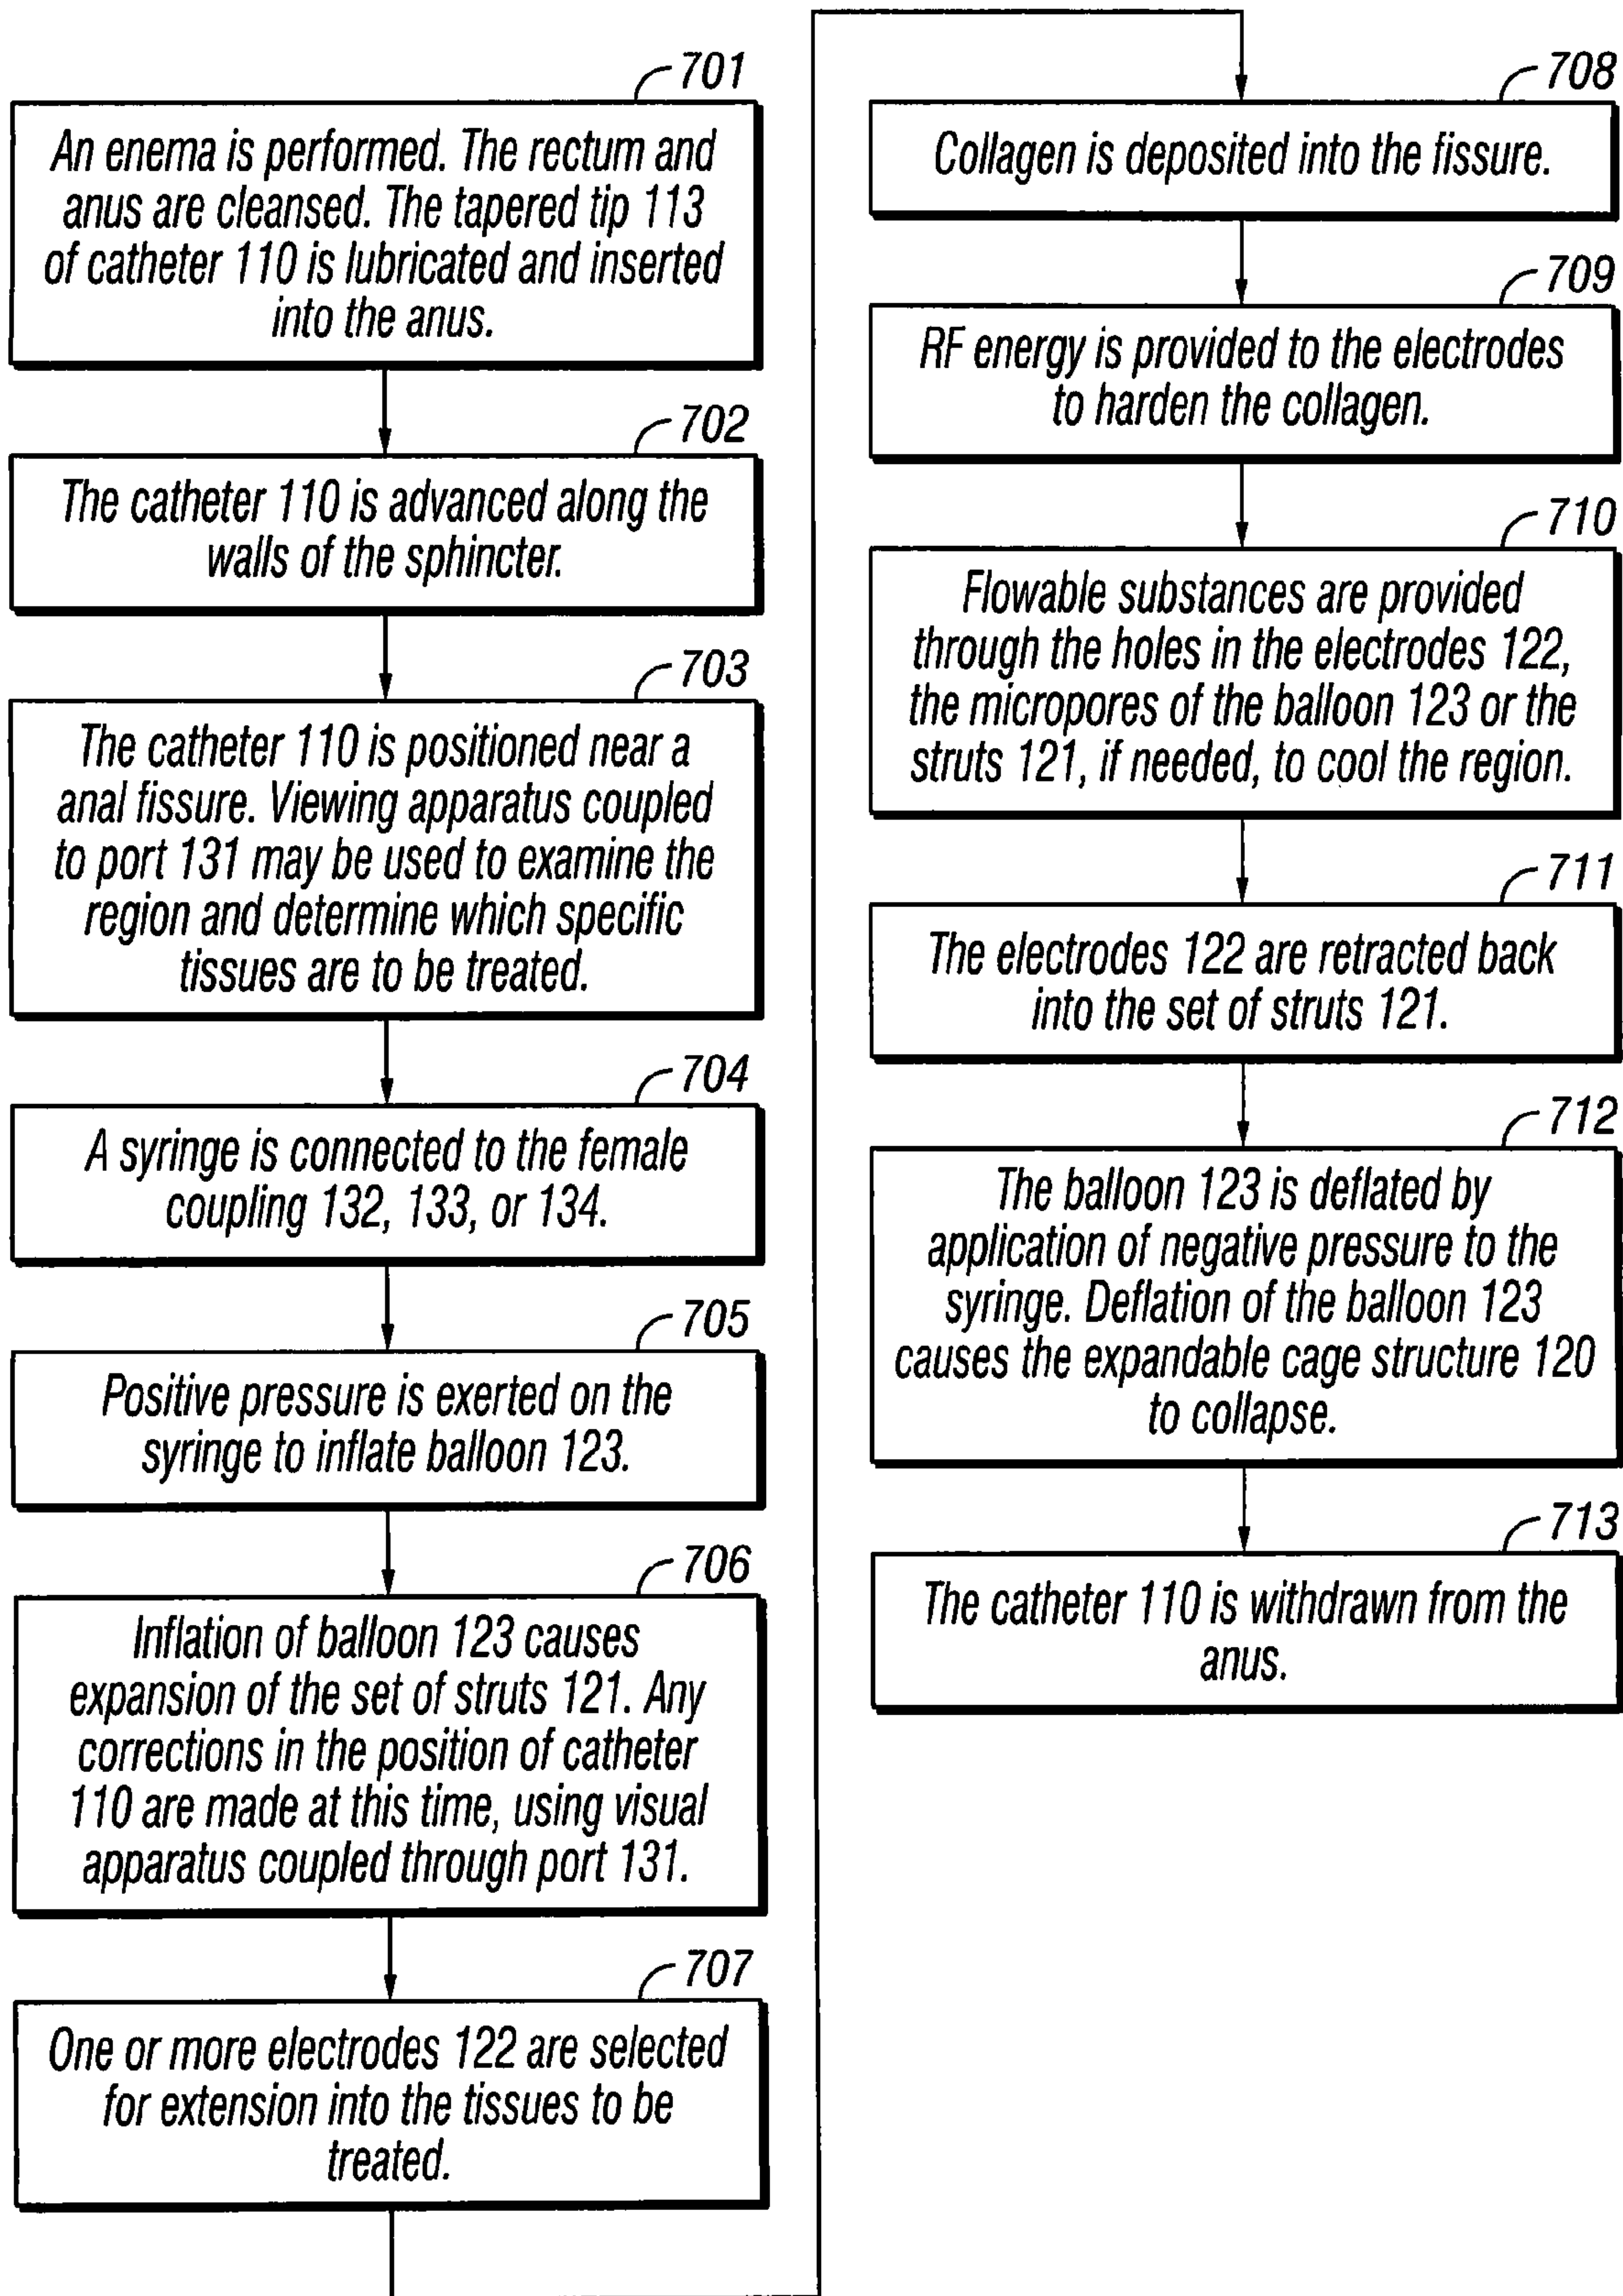 701
An enema is performed. The rectum and
anus are cleansed. The tapered tip 113
of catheter 110 is lubricated and inserted
into the anus.
702
The catheter 110 is advanced along the
walls of the sphincter.
703
The catheter 110 is positioned near a
anal fissure. Viewing apparatus coupled
to port 131 may be used to examine the
region and determine which specific
tissues are to be treated.
704
A syringe is connected to the female
coupling 132, 133, or 134.
705
Positive pressure is exerted on the
syringe to inflate balloon 123.
706
Inflation of balloon 123 causes
expansion of the set of struts 121. Any
corrections in the position of catheter
110 are made at this time, using visual
apparatus coupled through port 131.
707
One or more electrodes 122 are selected
for extension into the tissues to be
treated.
708
Collagen is deposited into the fissure.
709
RF energy is provided to the electrodes
to harden the collagen.
710
Flowable substances are provided
through the holes in the electrodes 122,
the micropores of the balloon 123 or the
struts 121, if needed, to cool the region.
711
The electrodes 122 are retracted back
into the set of struts 121.
712
The balloon 123 is deflated by
application of negative pressure to the
syringe. Deflation of the balloon 123
causes the expandable cage structure 120
to collapse.
713
The catheter 110 is withdrawn from the
anus.